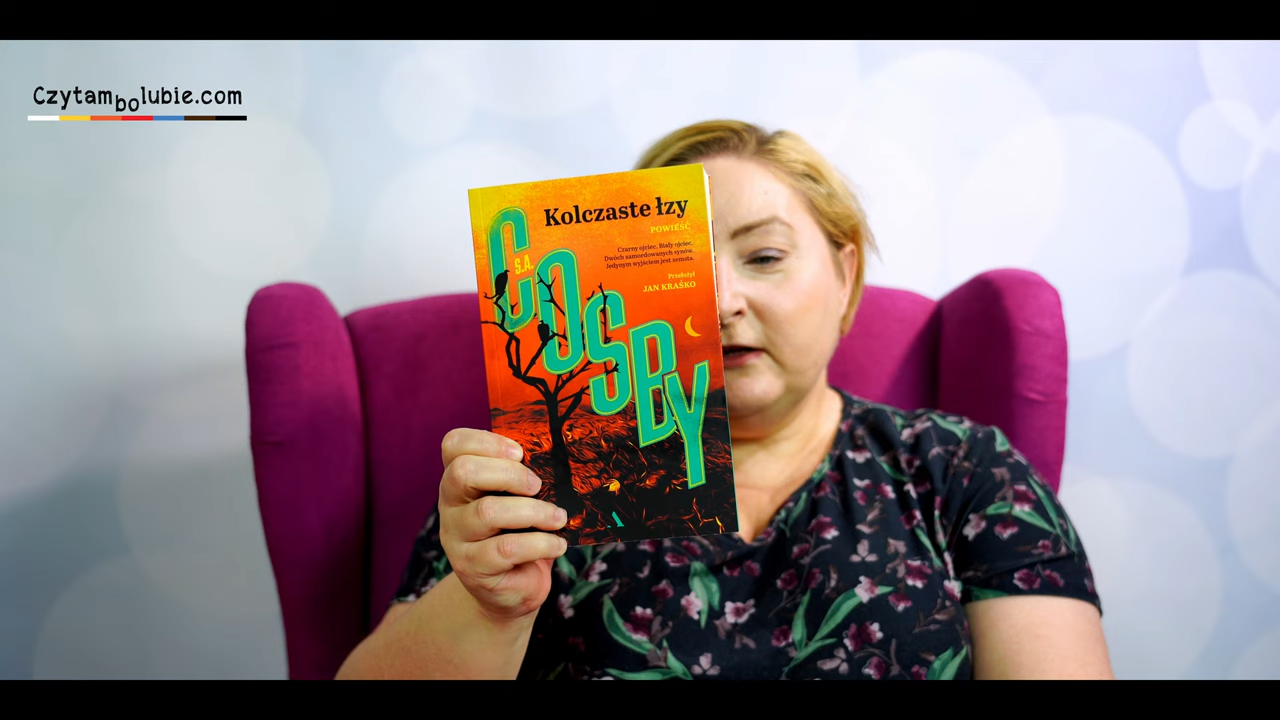 Czytambolubie.com
Kolczaste łzy
POWIEŚĆ
Czarny ojciec. Biały ojciec.
Dwóch zamordowanych synów.
Jedynym wyjściem jest zemsta.
Przełożył
JAN KRAŚKO
S.A.
COSBY